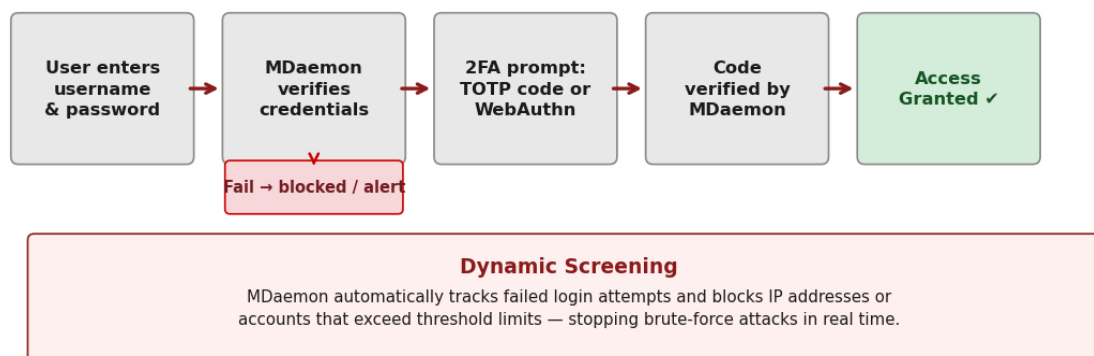 User enters
username
& password
MDaemon
verifies
credentials
2FA prompt:
TOTP code or
WebAuthn
Code
verified by
MDaemon
Access
Granted ✔
Fail → blocked / alert
Dynamic Screening
MDaemon automatically tracks failed login attempts and blocks IP addresses or
accounts that exceed threshold limits — stopping brute-force attacks in real time.